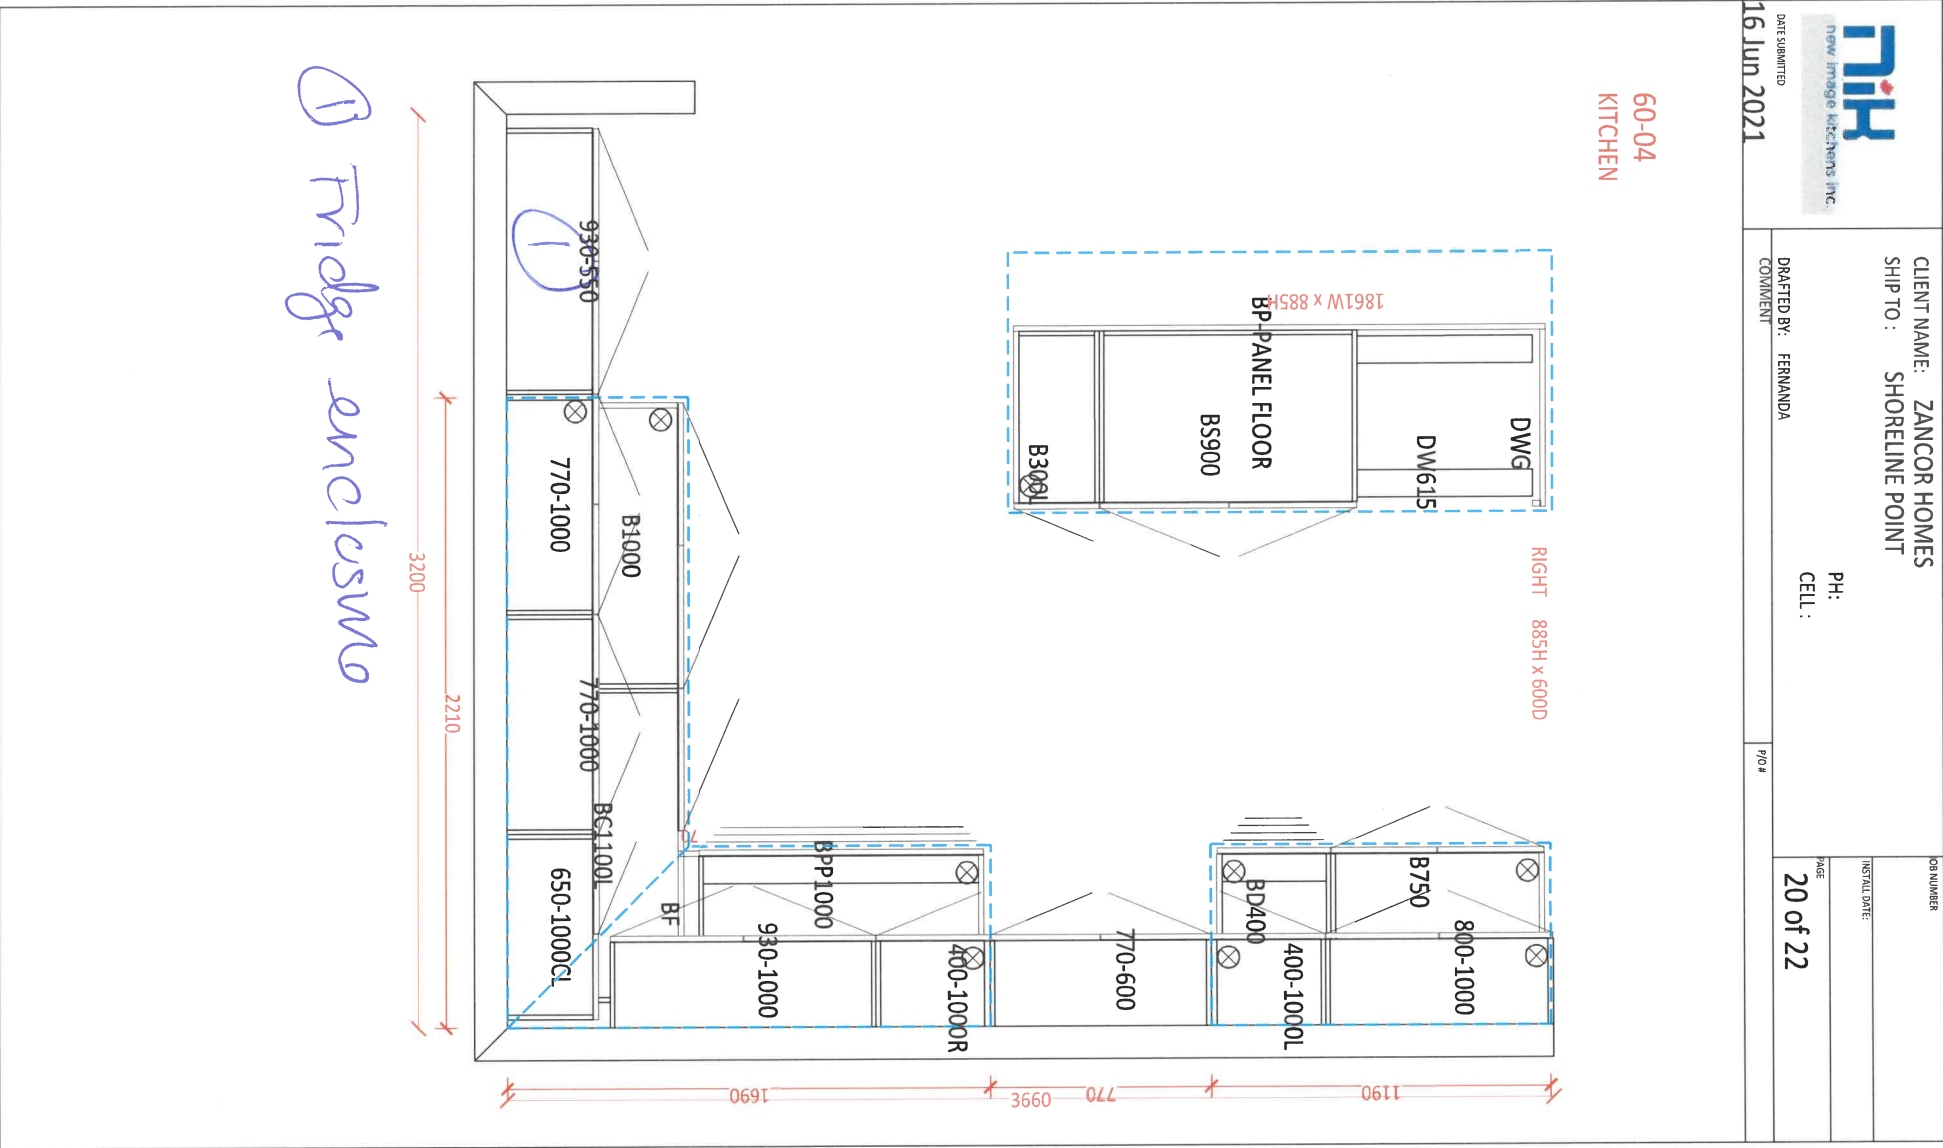 nik
new image kitchens inc.
DATE SUBMITTED
16 Jun 2021
CLIENT NAME: ZANCOR HOMES
SHIP TO : SHORELINE POINT
PH:
CELL :
DRAFTED BY: FERNANDA
COMMENT
P/O #
OB NUMBER
INSTALL DATE:
PAGE
20 of 22
60-04
KITCHEN
1861W x 885H
BP-PANEL FLOOR
DWG
DW615
BS900
B300L
RIGHT 885H x 600D
930-550
1
770-1000
B1000
770-1000
BC1100L
650-1000CL
70
BF
BPP1000
930-1000
400-1000R
770-600
BD400
400-1000L
B750
800-1000
3200
2210
1690
770
1190
3660
1 Fridge enclosure